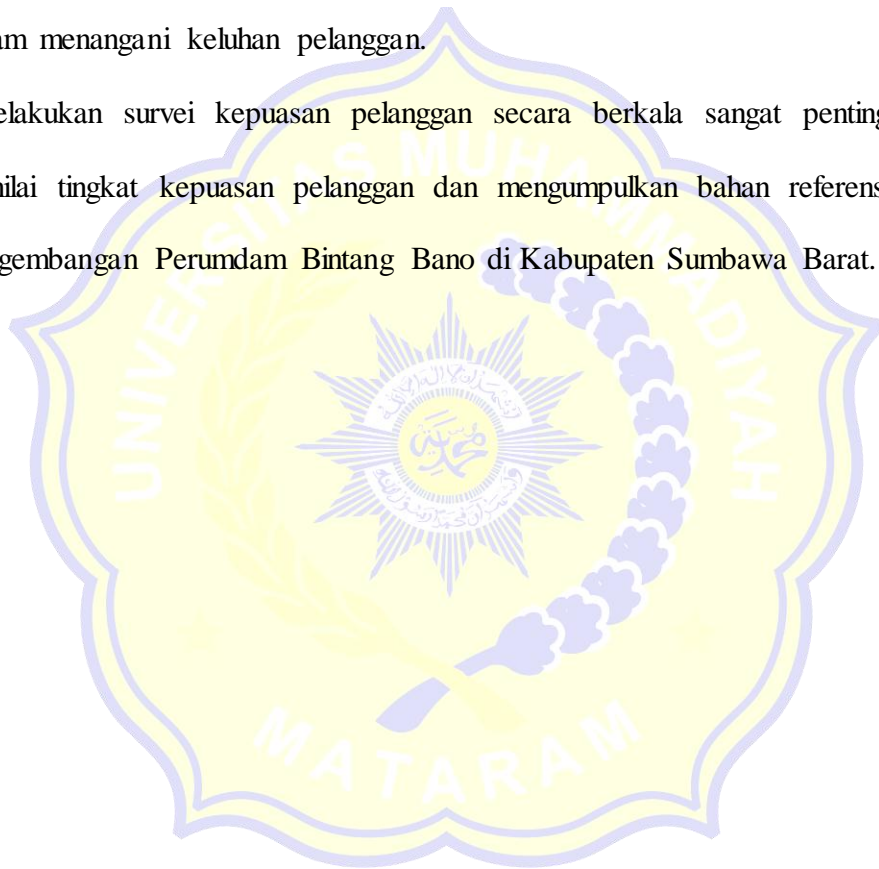 am menangani keluhan pelanggan.
elakukan survei kepuasan pelanggan secara berkala sangat penting
nilai tingkat kepuasan pelanggan dan mengumpulkan bahan referens
gembangan Perumdam Bintang Bano di Kabupaten Sumbawa Barat.
UNIVERSITAS MUHAMMADIYAH
MATARAM